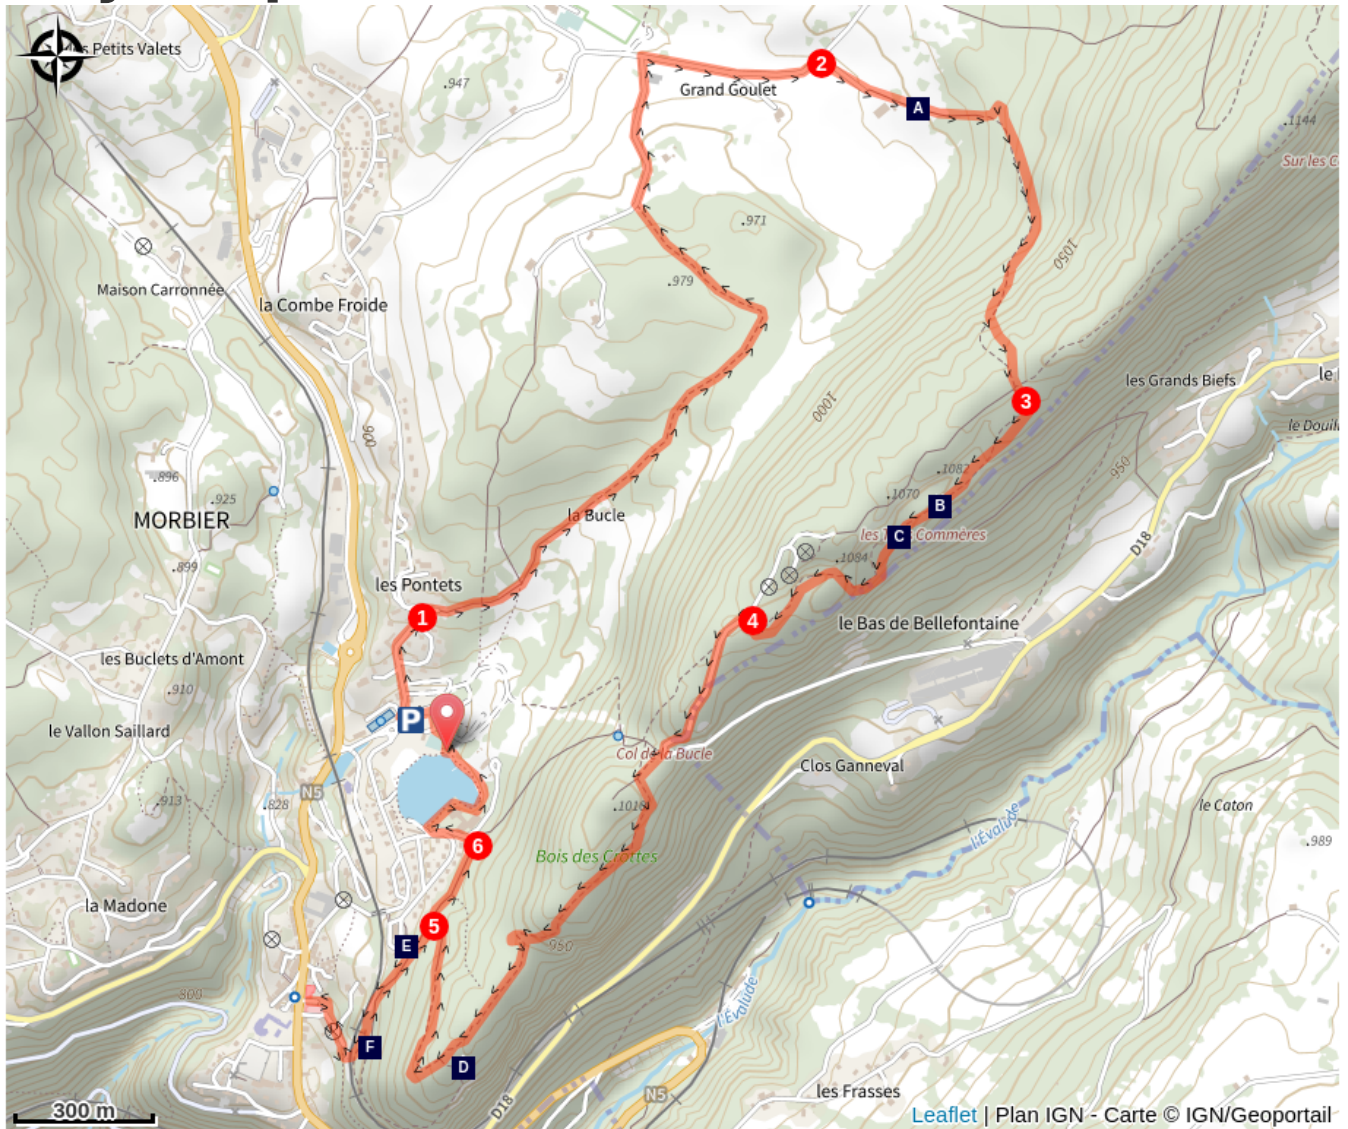 Petits Valets
.947
2
Grand Goulet
A
.1144
Sur les C
.971
1050
.979
Maison Carronnée
la Combe Froide
les Grands Biefs
le
1000
3
900
le Douil
.896
.1082
950
.925
.1070
B
MORBIER
la Bucle
C
les T Commères
D18
.1084
.899
les Pontets
1
4
le Bas de Bellefontaine
les Buclets d'Amont
.910
P
le Vallon Saillard
Col de la Bucle
Clos Ganneval
N5
.913
.828
.1016
le Caton
l'Évalude
.989
6
Bois des Crottes
la Madone
5
E
950
800
l'Évalude
F
D
les Frasses
N5
D18
300 m
Leaflet | Plan IGN - Carte © IGN/Geoportail